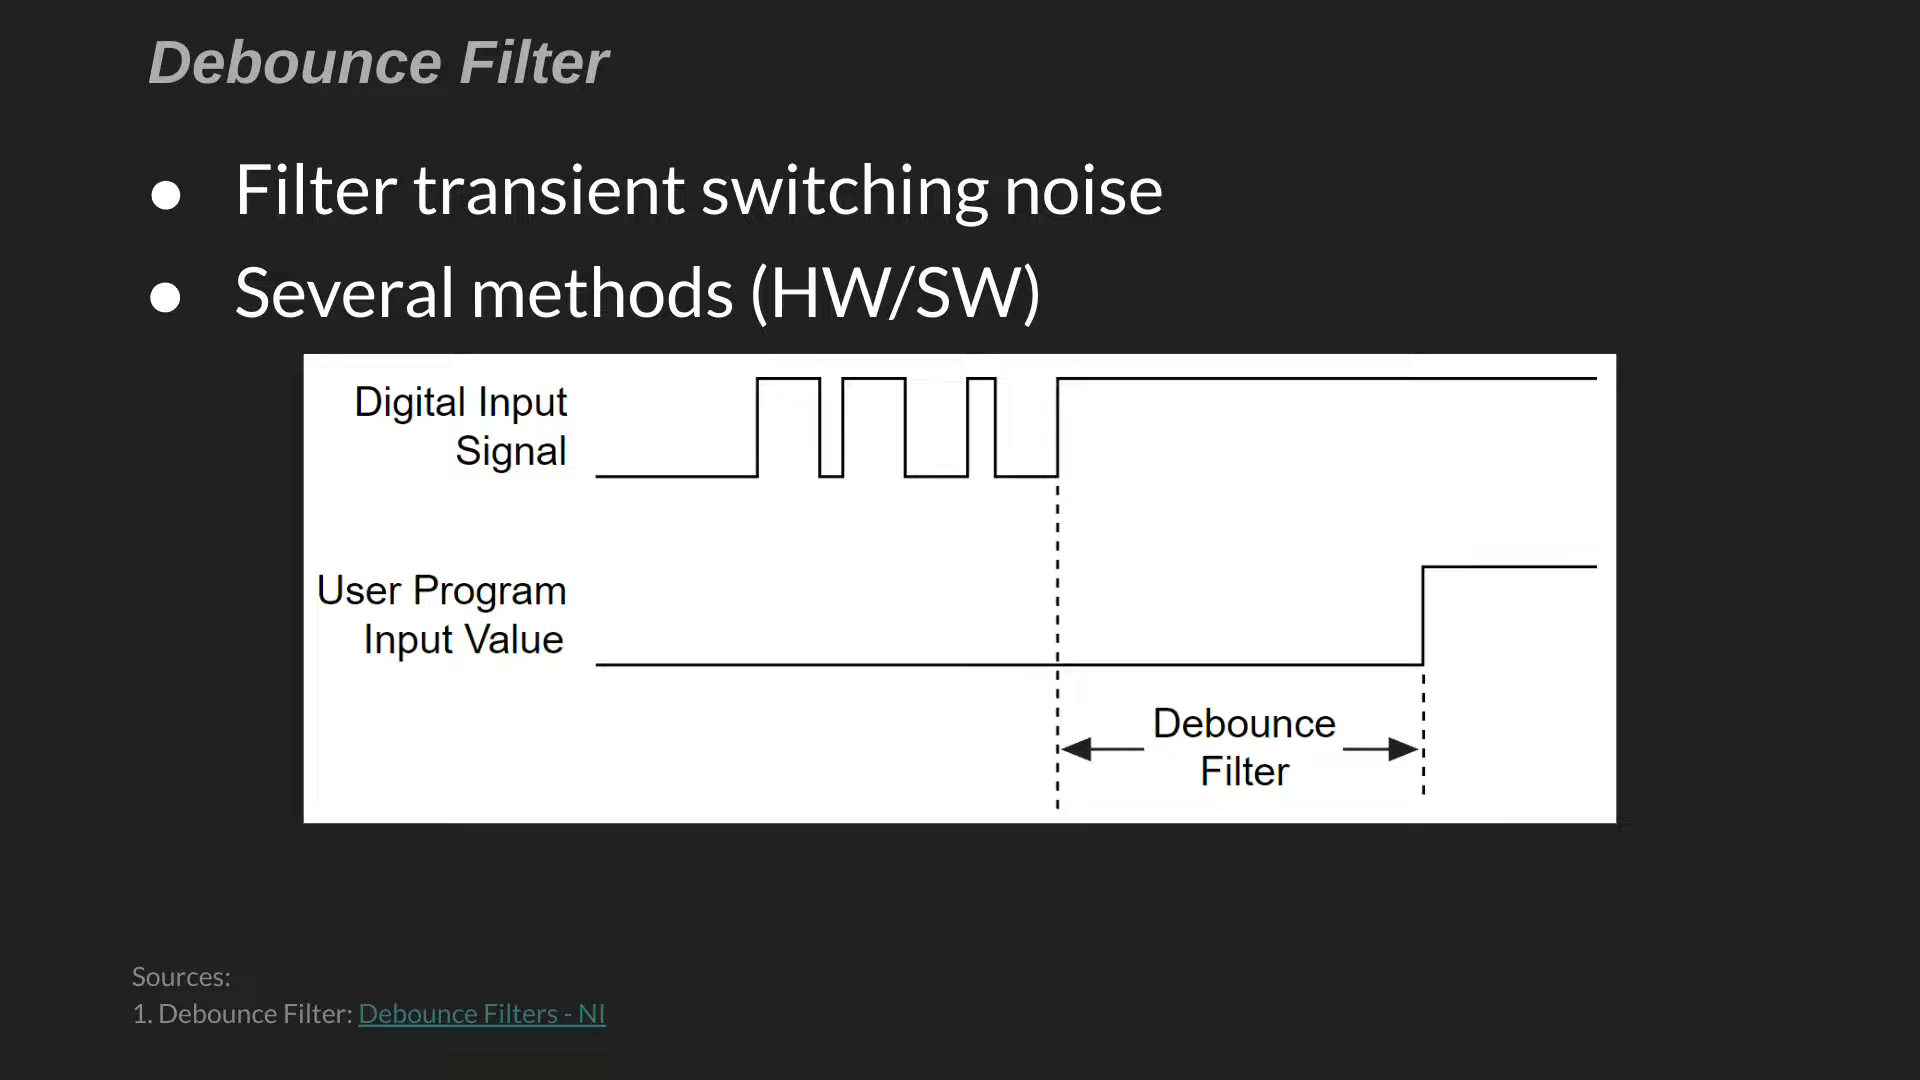 Debounce Filter
● Filter transient switching noise
● Several methods (HW/SW)
Digital Input
Signal
User Program
Input Value
Debounce
Filter
Sources:
1. Debounce Filter: Debounce Filters - NI